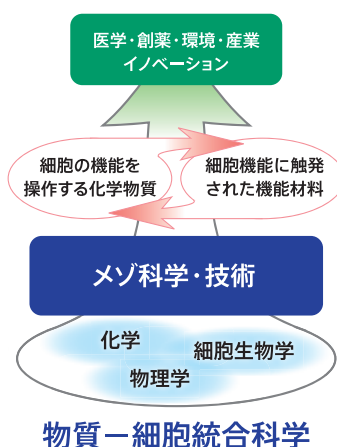 医学・創薬・環境・産業
イノベーション
細胞の機能を
操作する化学物質
細胞機能に触発
された機能材料
メゾ科学・技術
化学
細胞生物学
物理学
物質－細胞統合科学